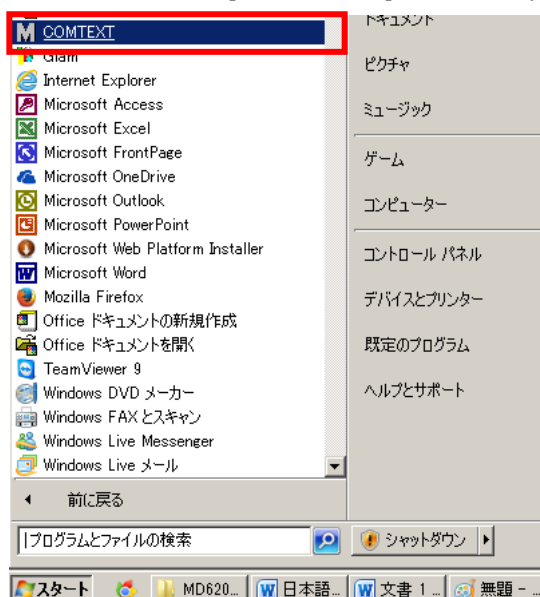 COMTEXT
Glam
Internet Explorer
Microsoft Access
Microsoft Excel
Microsoft FrontPage
Microsoft OneDrive
Microsoft Outlook
Microsoft PowerPoint
Microsoft Web Platform Installer
Microsoft Word
Mozilla Firefox
Office ドキュメントの新規作成
Office ドキュメントを開く
TeamViewer 9
Windows DVD メーカー
Windows FAX とスキャン
Windows Live Messenger
Windows Live メール
前に戻る
プログラムとファイルの検索
ドキュメント
ピクチャ
ミュージック
ゲーム
コンピューター
コントロール パネル
デバイスとプリンター
既定のプログラム
ヘルプとサポート
シャットダウン
スタート
MD620...
日本語...
文書 1 ...
無題 - ...